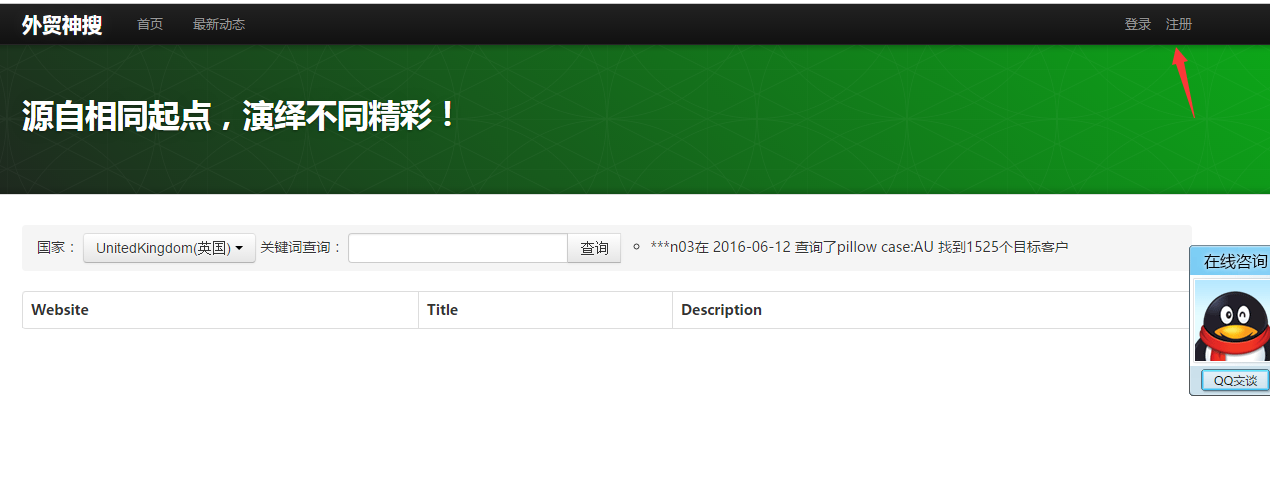 外贸神搜 首页 最新动态 登录 注册
源自相同起点，演绎不同精彩！
国家： UnitedKingdom(英国) 关键词查询： 查询 ***n03在 2016-06-12 查询了pillow case:AU 找到1525个目标客户
在线咨询
Website Title Description
QQ交谈